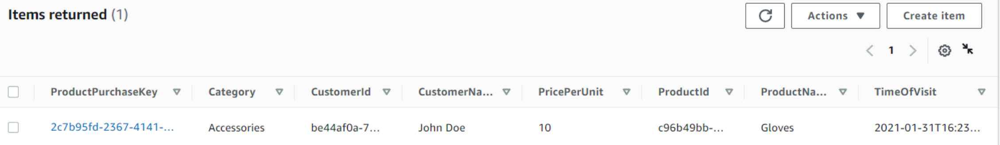 Items returned (1)
Actions
Create item
1
ProductPurchaseKey Category CustomerId CustomerNa... PricePerUnit ProductId ProductNa... TimeOfVisit
2c7b95fd-2367-4141-... Accessories be44af0a-7... John Doe 10 c96b49bb-... Gloves 2021-01-31T16:23...